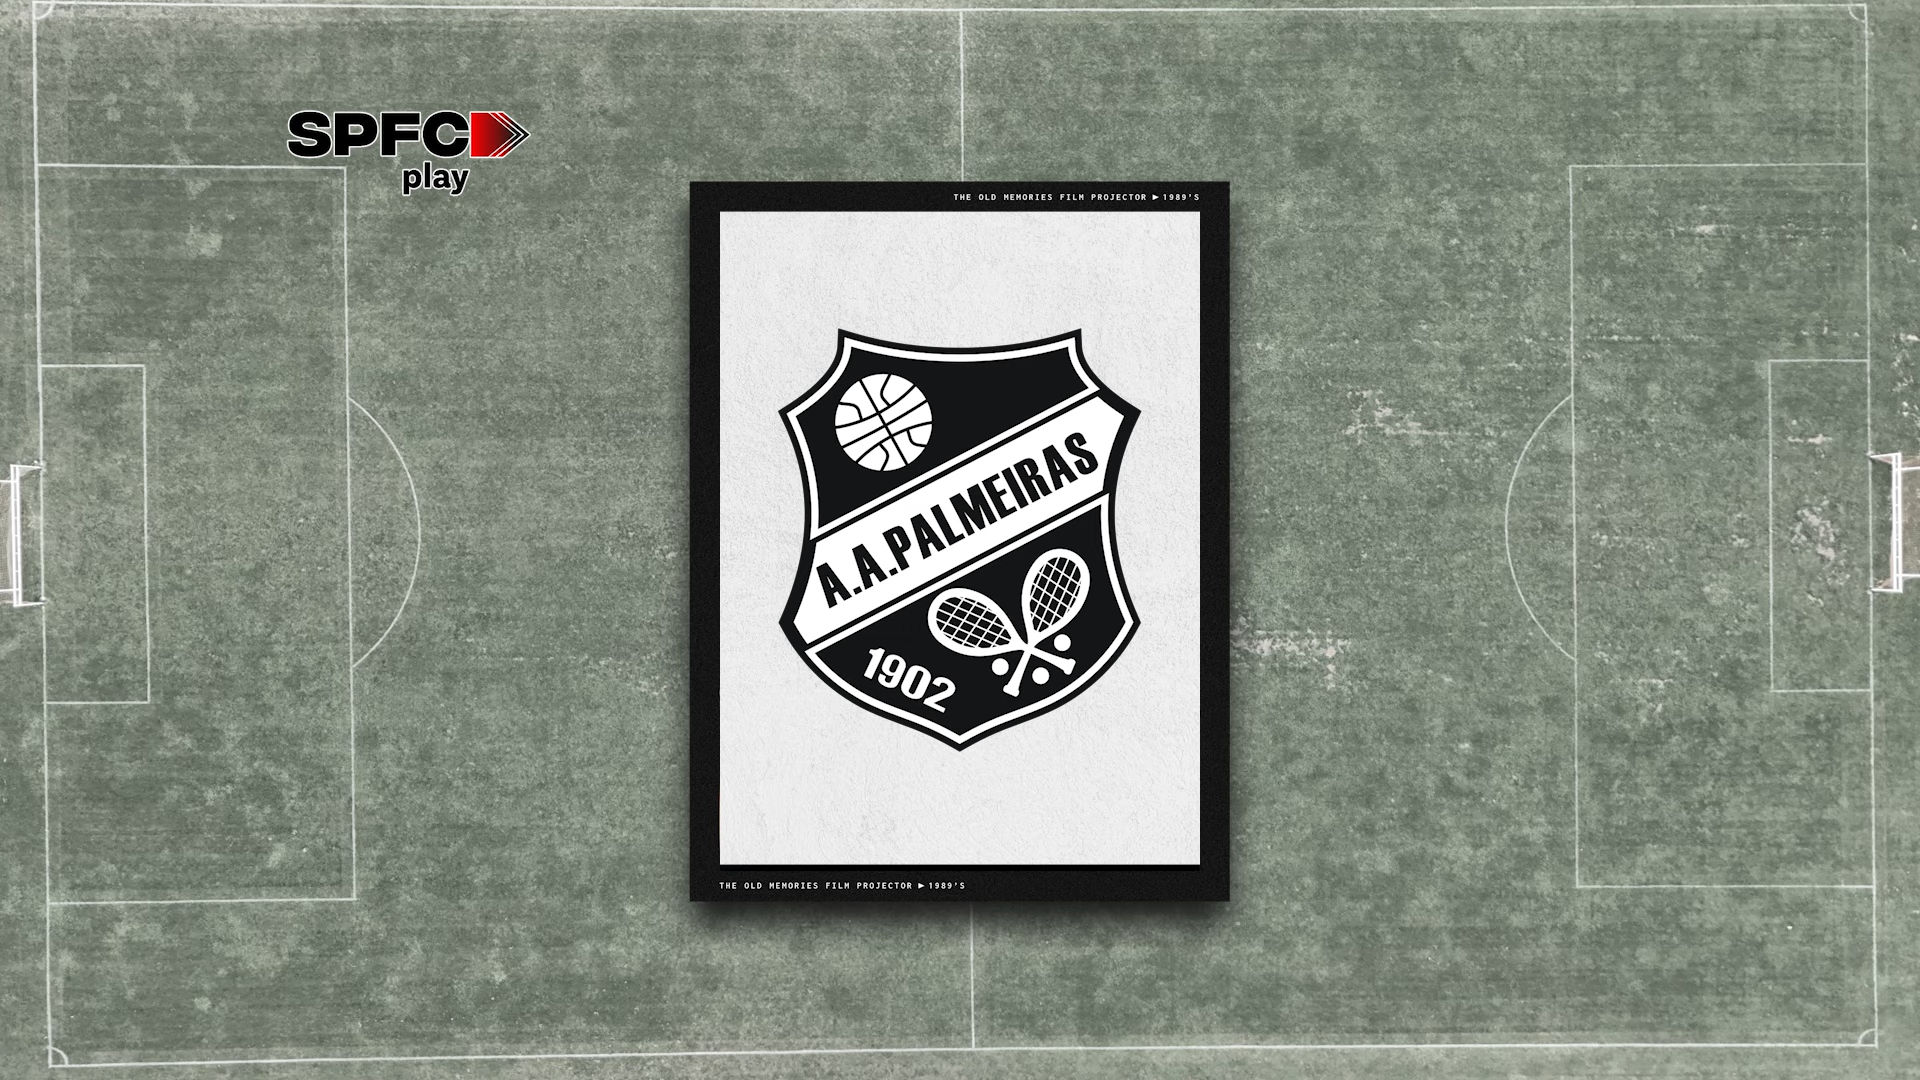 SPFC
play
THE OLD MEMORIES FILM PROJECTOR ▶ 1989'S
A.A.PALMEIRAS
1902
THE OLD MEMORIES FILM PROJECTOR ▶ 1989'S